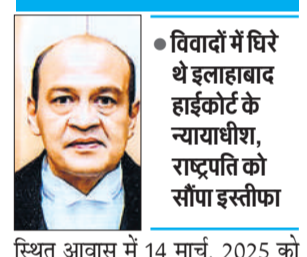 ● विवादों में घिरे
थे इलाहाबाद
हाईकोर्ट के
न्यायाधीश,
राष्ट्रपति को
सौंपा इस्तीफा
स्थित आवास में 14 मार्च, 2025 को